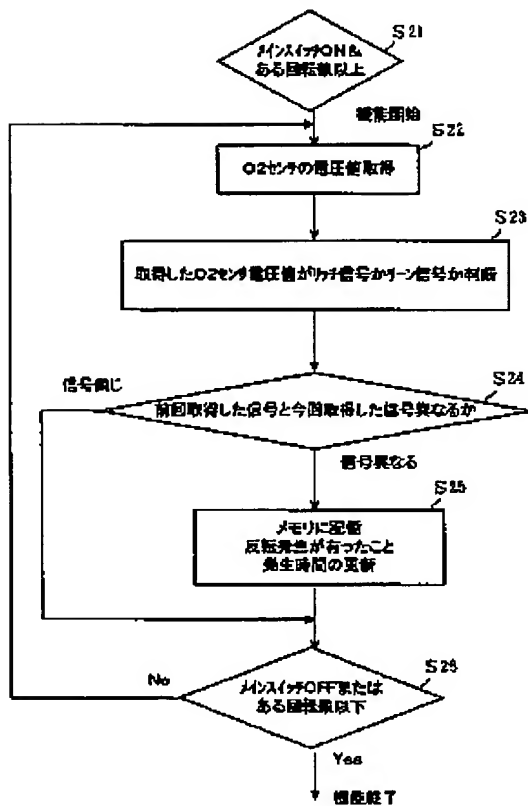 メインスイッチON&
ある回転数以上
S21
機能開始
S22
O2センサの電圧値取得
S23
取得したO2センサ電圧値がリッチ信号かリーン信号か判断
信号同じ
S24
前回取得した信号と今回取得した信号異なるか
信号異なる
S25
メモリに記憶
反転発生が有ったこと
発生時間の更新
No
S26
メインスイッチOFFまたは
ある回転数以下
Yes
機能終了